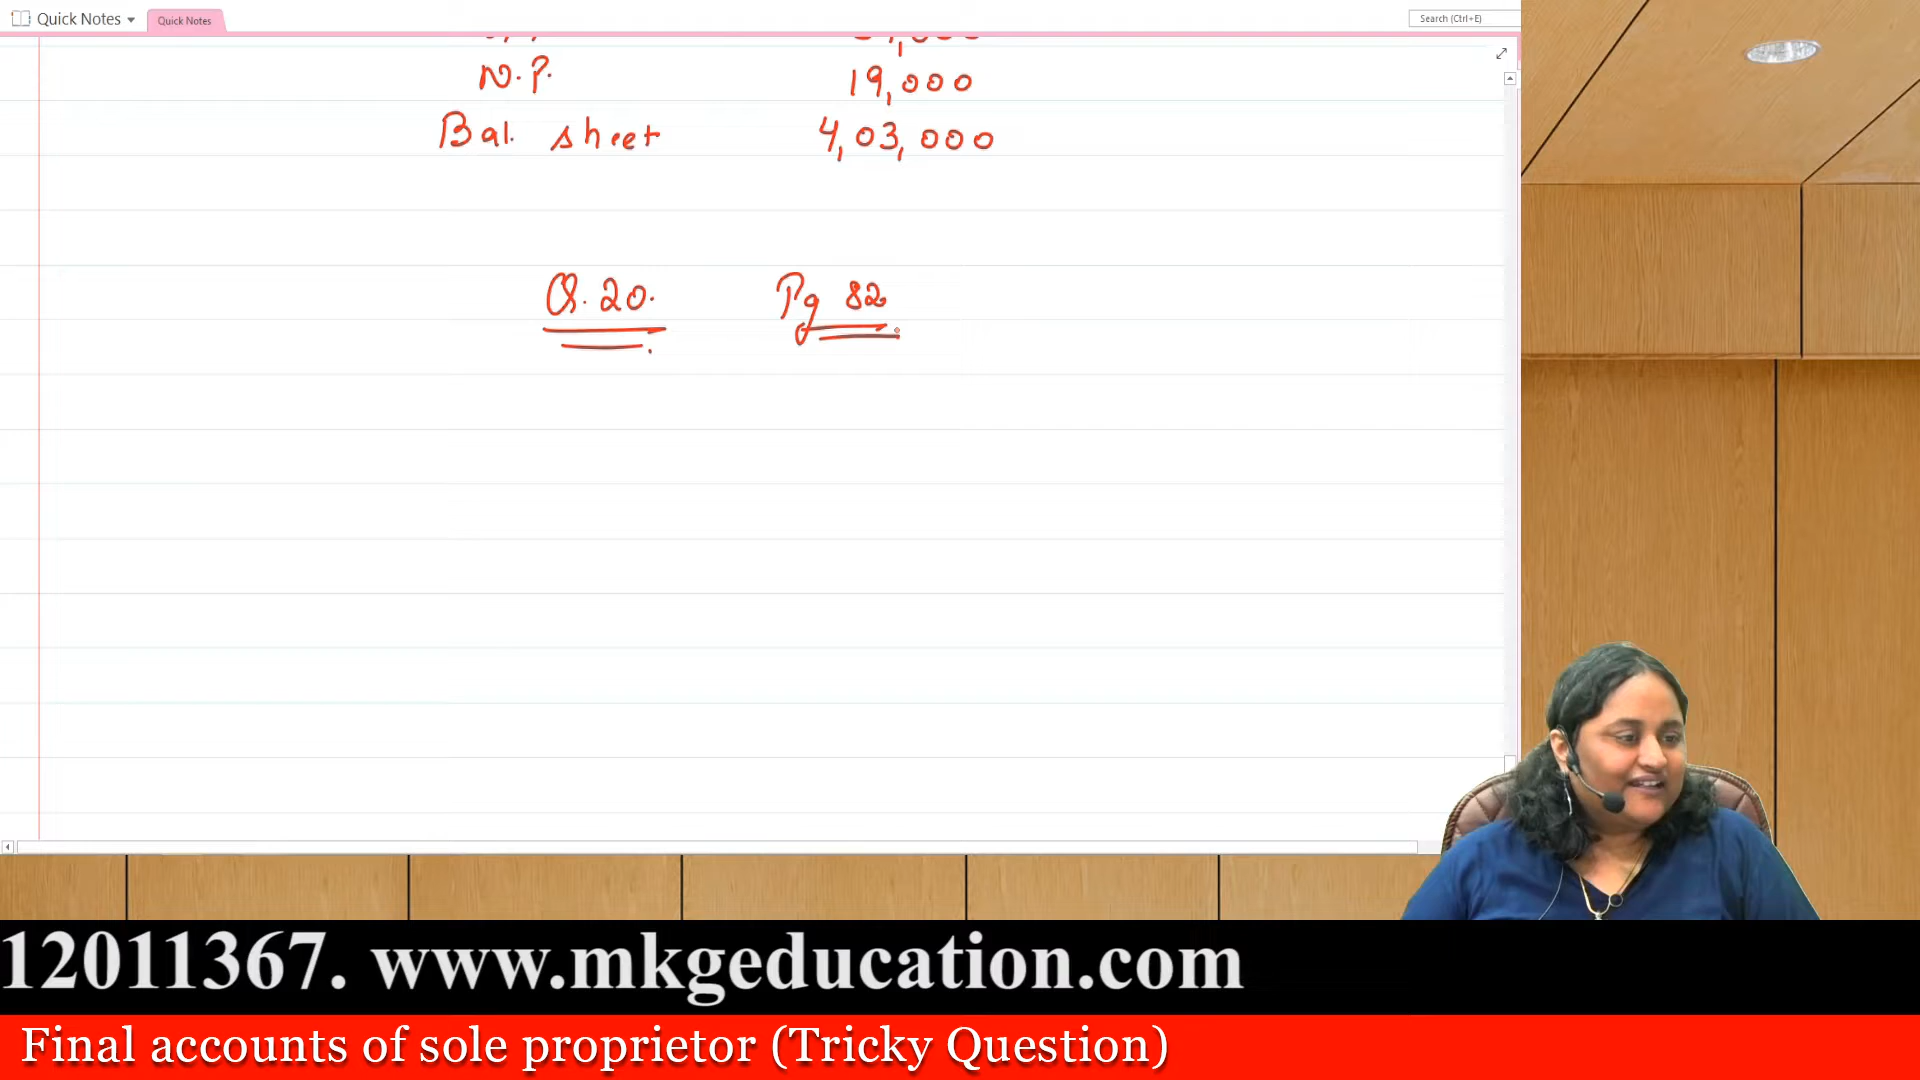 Quick Notes
Quick Notes
Search (Ctrl+E)
N.P. 19,000
Bal. sheet 4,03,000
Q. 20. Pg 82
12011367. www.mkgeducation.com
Final accounts of sole proprietor (Tricky Question)